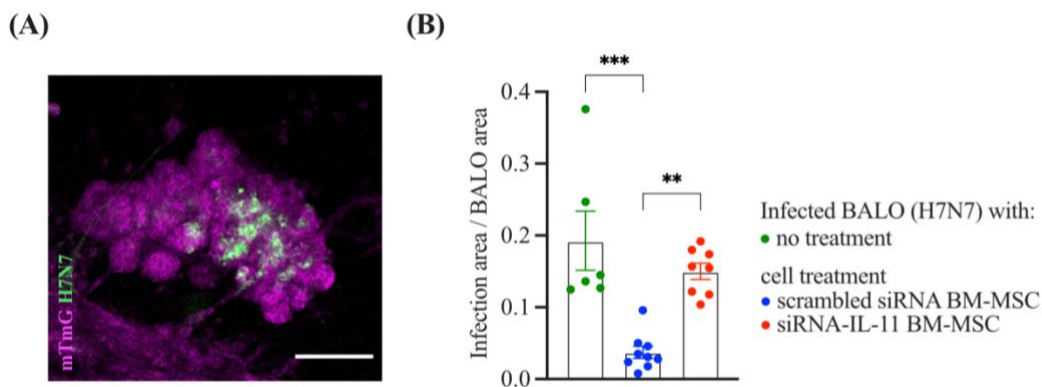 (A)
(B)
mTmG H7N7
Infection area / BALO area
0.4
0.3
0.2
0.1
0.0
***
**
Infected BALO (H7N7) with:
no treatment
cell treatment
scrambled siRNA BM-MSC
siRNA-IL-11 BM-MSC